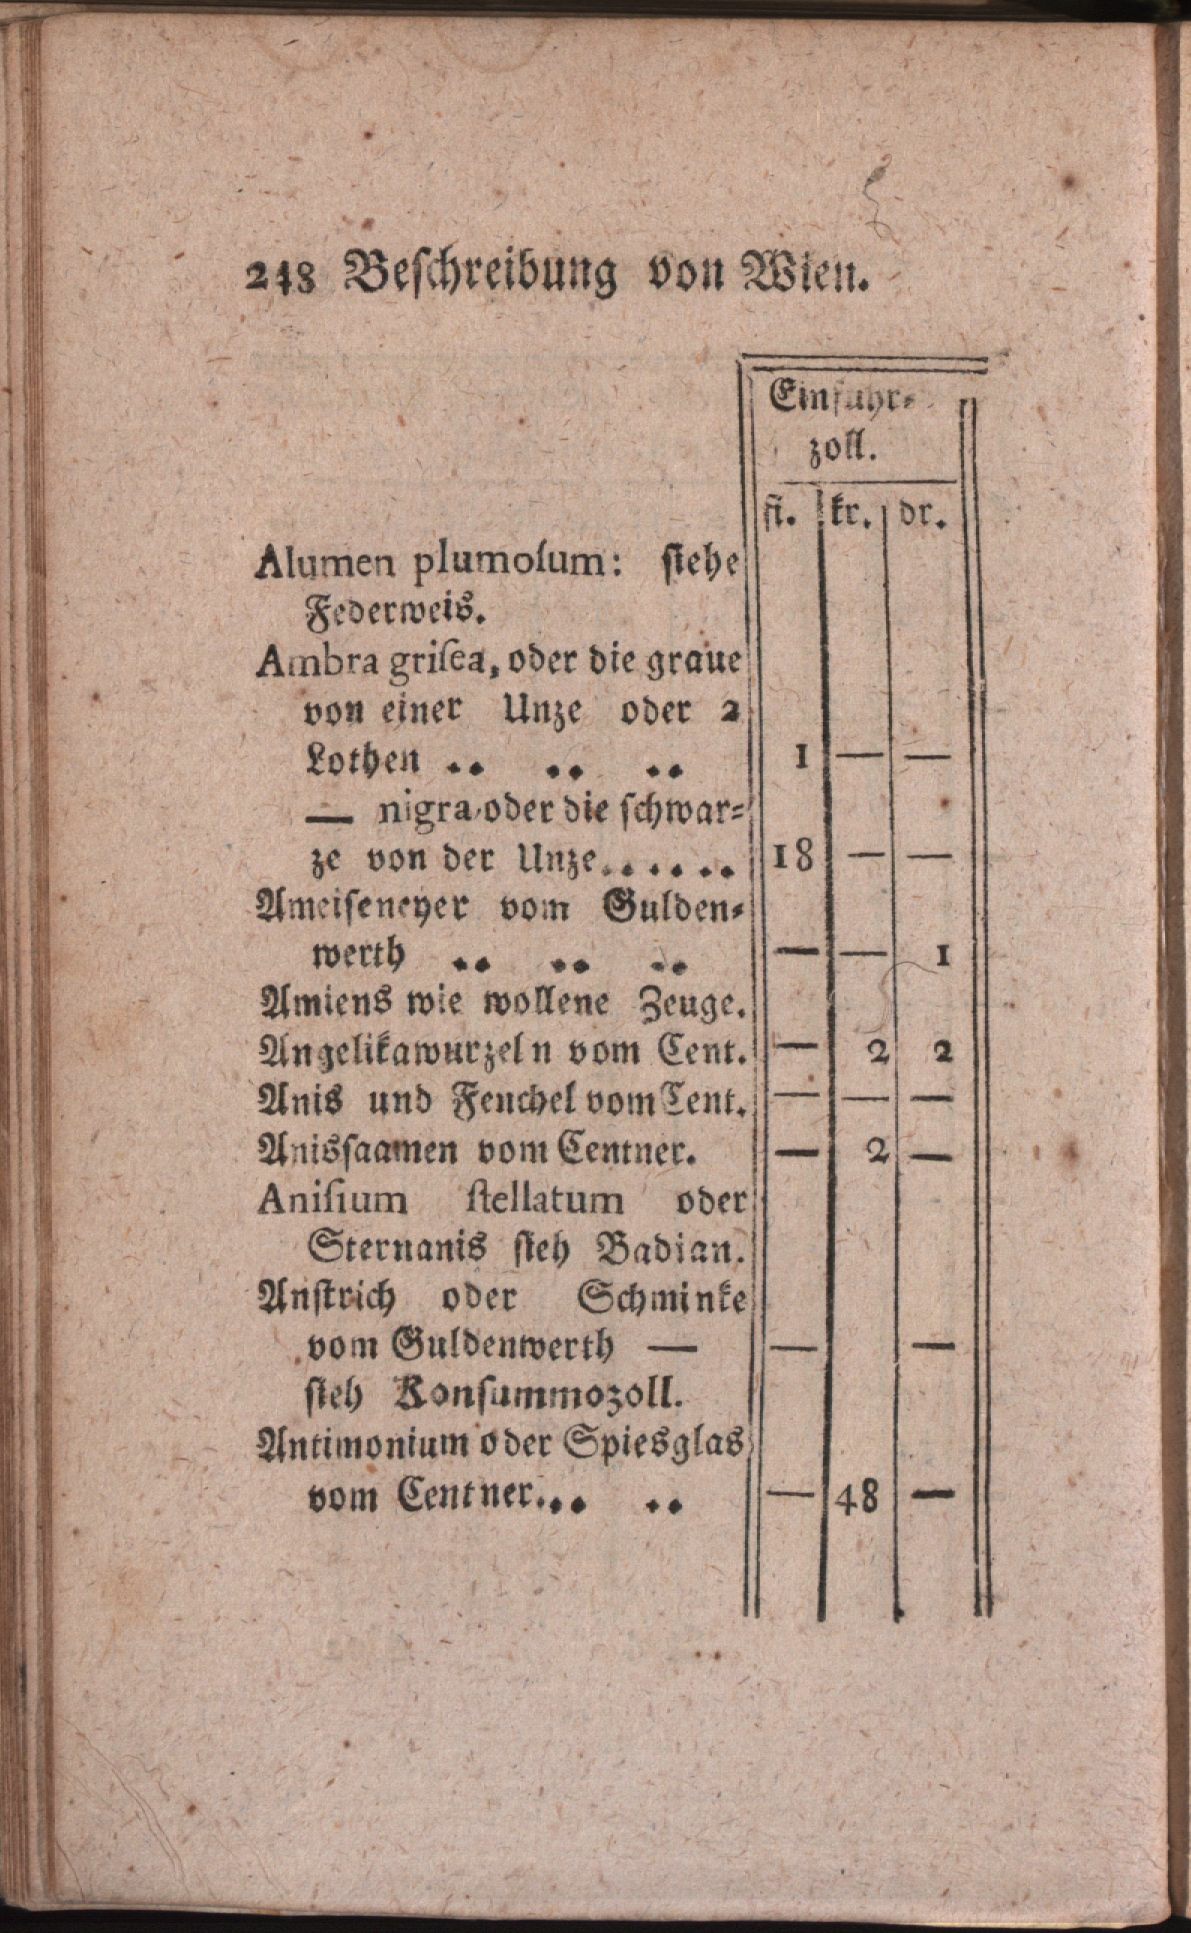 248 Beschreibung von Wien.
Einfuhr-
zoll.
fl. kr. dr.
Alumen plumosum: siehe
Federweis.
Ambra grisea, oder die graue
von einer Unze oder 2
Lothen .. .. .. 1 — —
— nigra oder die schwar-
ze von der Unze...... 18 — —
Ameiseneyer vom Gulden-
werth .. .. .. — — 1
Amiens wie wollene Zeuge.
Angelikawurzeln vom Cent. — 2 2
Anis und Fenchel vom Cent. — — —
Anissaamen vom Centner. — 2 —
Anisium stellatum oder
Sternanis sieh Badian.
Anstrich oder Schminke
vom Guldenwerth — — —
sieh Konsummozoll.
Antimonium oder Spiesglas
vom Centner... .. — 48 —